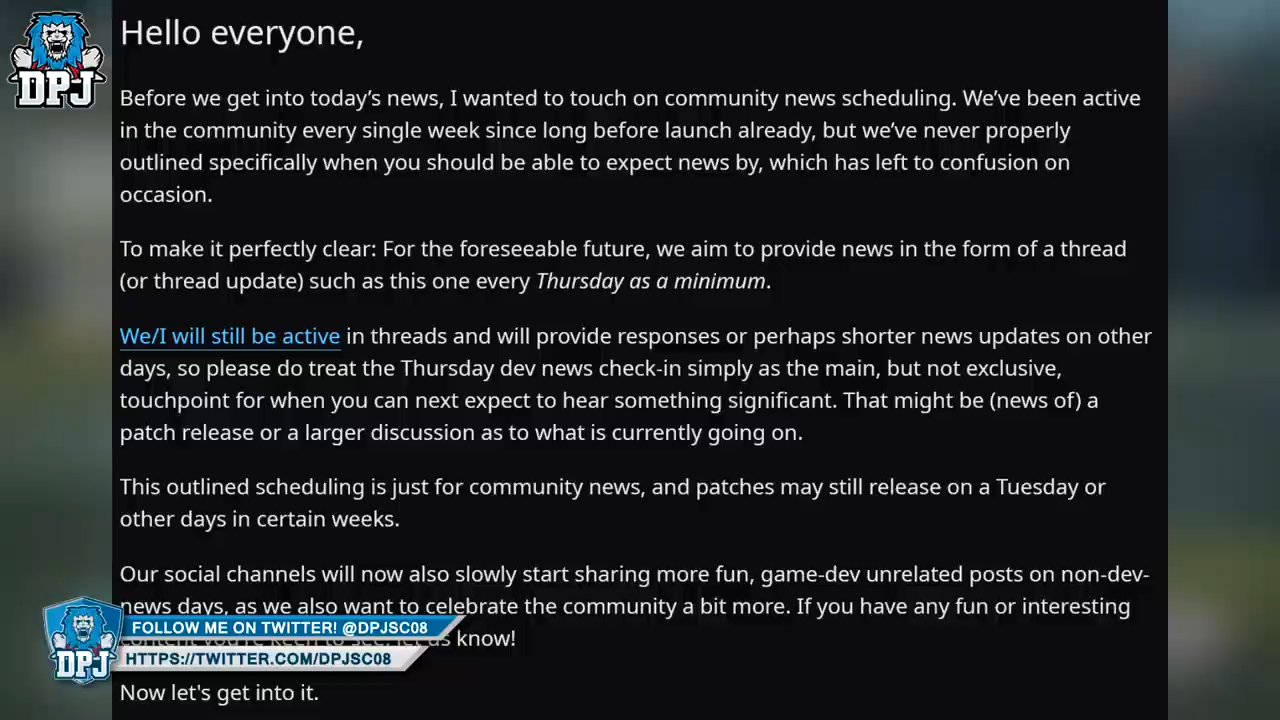 DPJ
Hello everyone,
Before we get into today's news, I wanted to touch on community news scheduling. We've been active
in the community every single week since long before launch already, but we've never properly
outlined specifically when you should be able to expect news by, which has left to confusion on
occasion.
To make it perfectly clear: For the foreseeable future, we aim to provide news in the form of a thread
(or thread update) such as this one every Thursday as a minimum.
We/I will still be active in threads and will provide responses or perhaps shorter news updates on other
days, so please do treat the Thursday dev news check-in simply as the main, but not exclusive,
touchpoint for when you can next expect to hear something significant. That might be (news of) a
patch release or a larger discussion as to what is currently going on.
This outlined scheduling is just for community news, and patches may still release on a Tuesday or
other days in certain weeks.
Our social channels will now also slowly start sharing more fun, game-dev unrelated posts on non-dev-
news days, as we also want to celebrate the community a bit more. If you have any fun or interesting
know!
DPJ
FOLLOW ME ON TWITTER! @DPJSC08
HTTPS://TWITTER.COM/DPJSC08
Now let's get into it.